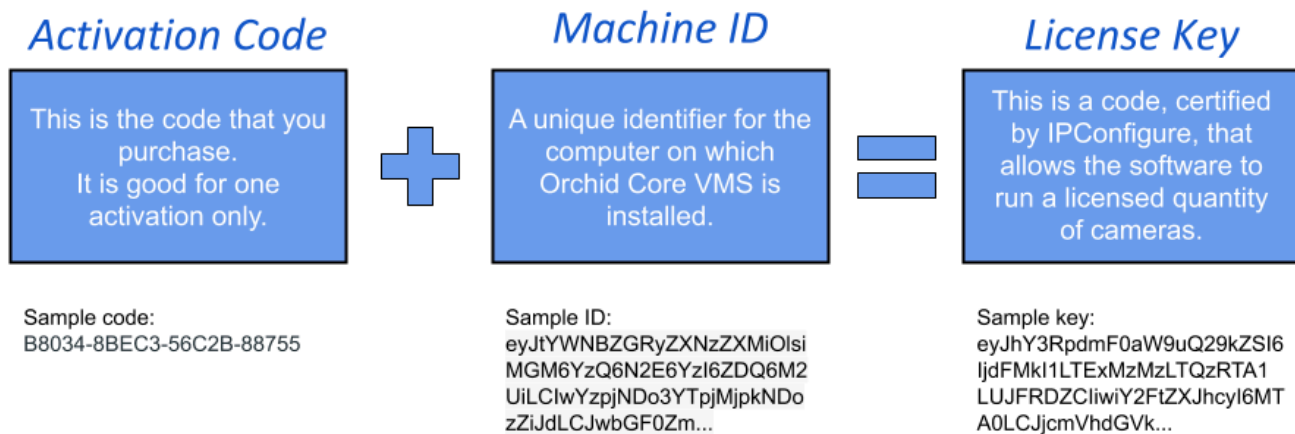 Activation Code
This is the code that you
purchase.
It is good for one
activation only.
Sample code:
B8034-8BEC3-56C2B-88755
Machine ID
A unique identifier for the
computer on which
Orchid Core VMS is
installed.
Sample ID:
eyJtYWNBZGRyZXNzZXMiOlsi
MGM6YzQ6N2E6YzI6ZDQ6M2
UiLCIwYzpjNDo3YTpjMjpkNDo
zZiJdLCJwbGF0Zm...
License Key
This is a code, certified
by IPConfigure, that
allows the software to
run a licensed quantity
of cameras.
Sample key:
eyJhY3RpdmF0aW9uQ29kZSI6
IjdFMkI1LTExMzMzLTQzRTA1
LUJFRDZCIiwiY2FtZXJhcyI6MT
A0LCJjcmVhdGVk...